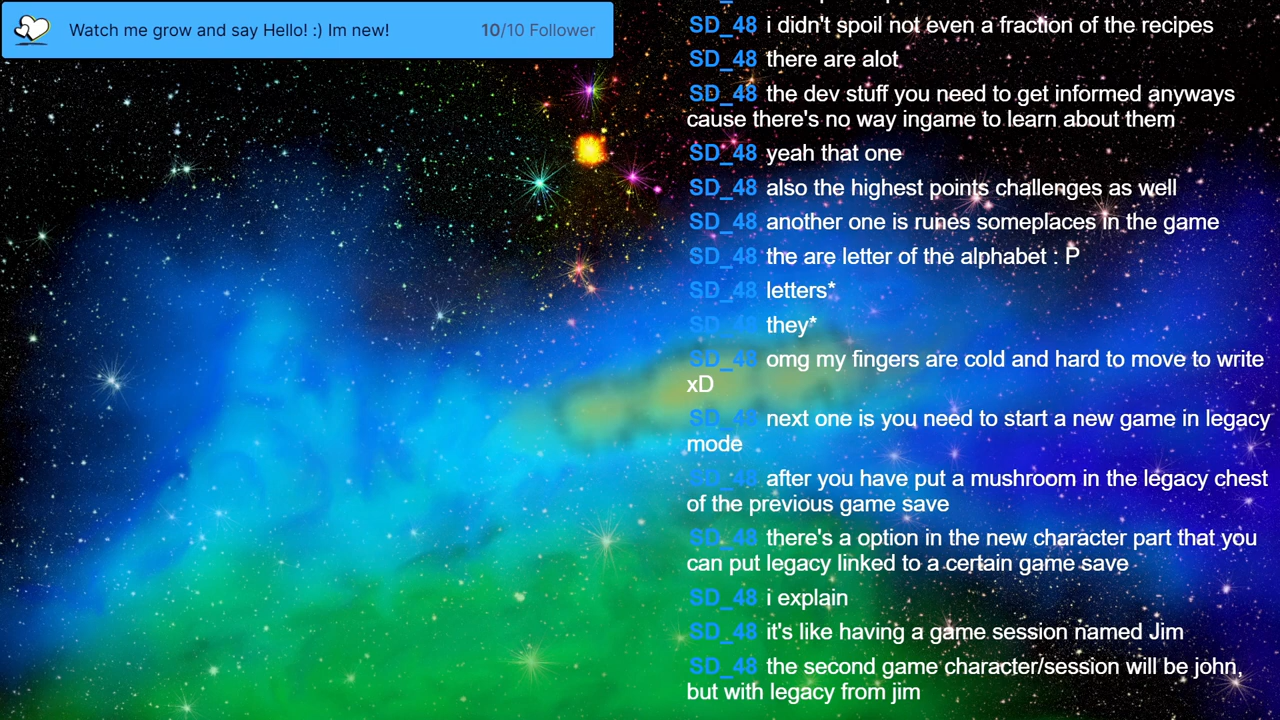 Watch me grow and say Hello! :) Im new!
10/10 Follower
SD_48 i didn't spoil not even a fraction of the recipes
SD_48 there are alot
SD_48 the dev stuff you need to get informed anyways
cause there's no way ingame to learn about them
SD_48 yeah that one
SD_48 also the highest points challenges as well
SD_48 another one is runes someplaces in the game
SD_48 the are letter of the alphabet : P
SD_48 letters*
SD_48 they*
SD_48 omg my fingers are cold and hard to move to write
xD
SD_48 next one is you need to start a new game in legacy
mode
SD_48 after you have put a mushroom in the legacy chest
of the previous game save
SD_48 there's a option in the new character part that you
can put legacy linked to a certain game save
SD_48 i explain
SD_48 it's like having a game session named Jim
SD_48 the second game character/session will be john,
but with legacy from jim